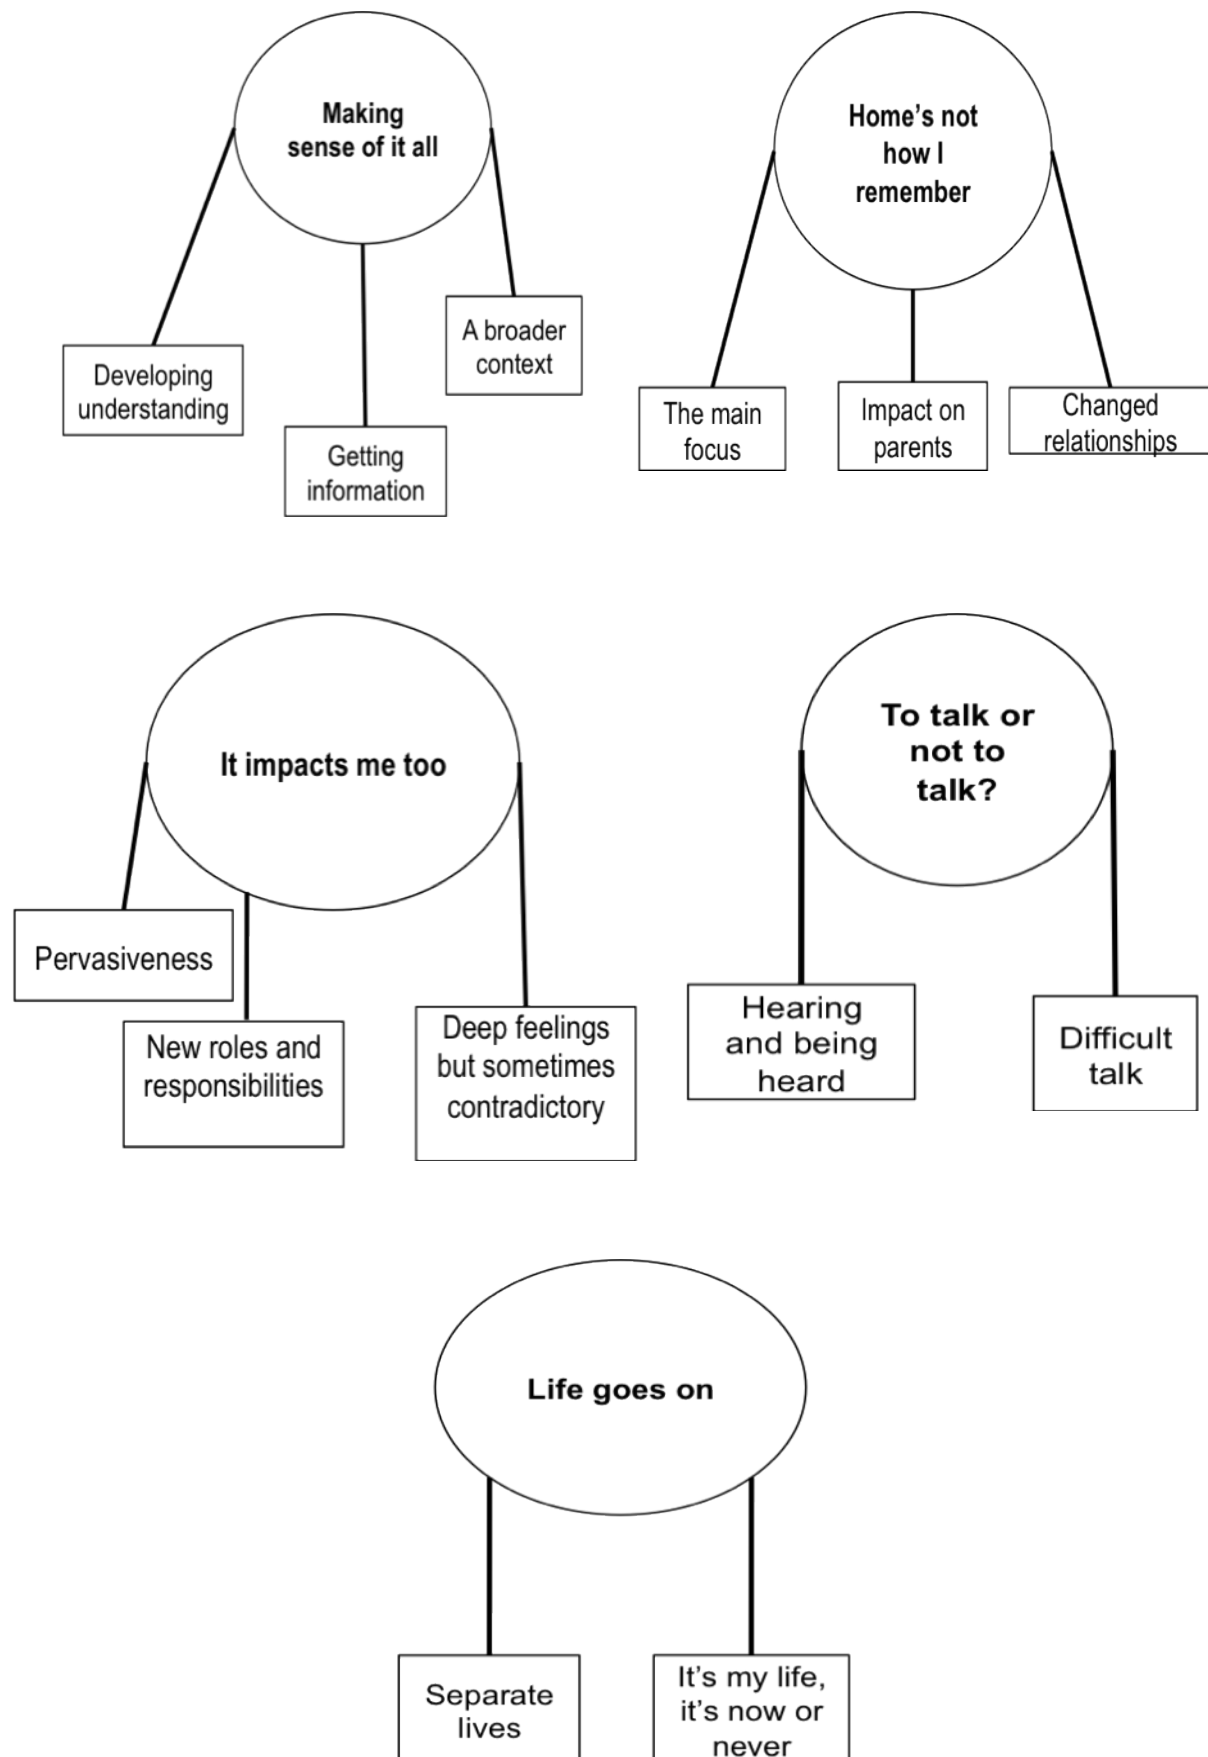 Making
sense of it all
Developing
understanding
Getting
information
A broader
context
Home’s not
how I
remember
The main
focus
Impact on
parents
Changed
relationships
It impacts me too
Pervasiveness
New roles and
responsibilities
Deep feelings
but sometimes
contradictory
To talk or
not to
talk?
Hearing
and being
heard
Difficult
talk
Life goes on
Separate
lives
It’s my life,
it’s now or
never